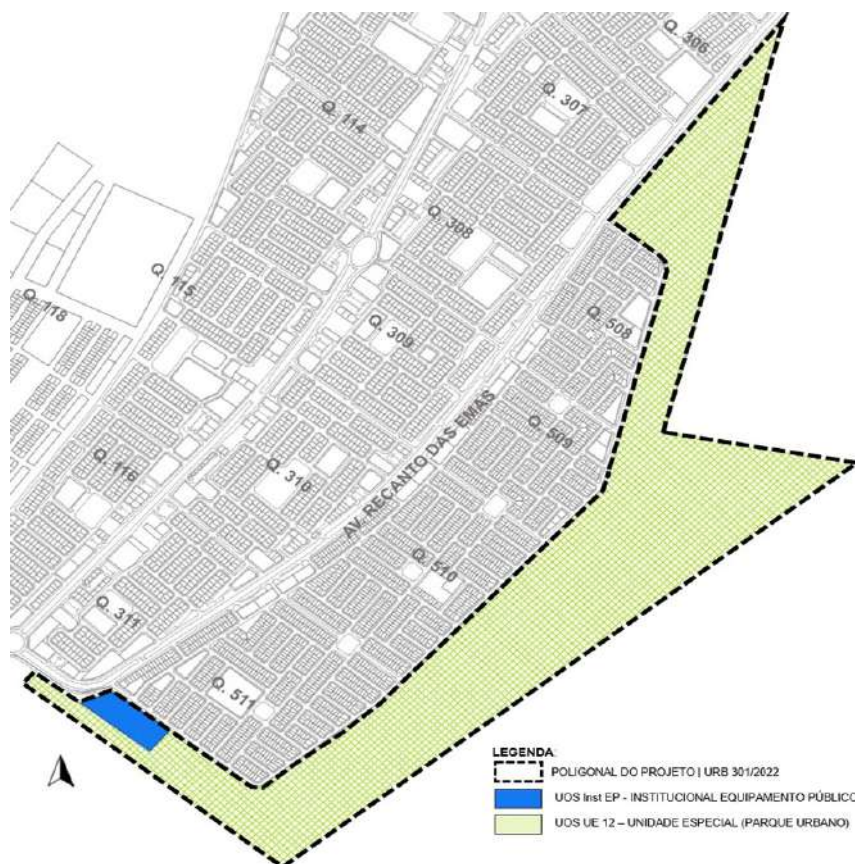 Q. 306
Q. 307
Q. 114
Q. 308
Q. 115
Q. 118
Q. 309
Q. 508
Q. 509
AV. RECANTO DAS EMAS
Q. 116
Q. 310
Q. 510
Q. 311
Q. 511
LEGENDA:
POLIGONAL DO PROJETO | URB 301/2022
UOS Inst EP - INSTITUCIONAL EQUIPAMENTO PÚBLICO
UOS UE 12 – UNIDADE ESPECIAL (PARQUE URBANO)